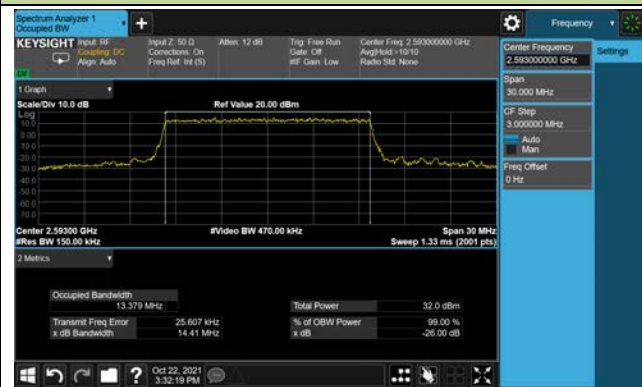 Spectrum Analyzer 1
Occupied BW
Frequency
KEYSIGHT
Input: RF
Coupling: DC
Align: Auto
Input Z: 50 Ω
Corrections: On
Freq Ref: Int (S)
Atten: 12 dB
Trig: Free Run
Gate: Off
#IF Gain: Low
Center Freq: 2.593000000 GHz
Avg|Hold:>10/10
Radio Std: None
Center Frequency
2.593000000 GHz
Settings
Span
30.000 MHz
CF Step
3.000000 MHz
Auto
Man
Freq Offset
0 Hz
1 Graph
Scale/Div 10.0 dB
Ref Value 20.00 dBm
Log
10.0
0.00
-10.0
-20.0
-30.0
-40.0
-50.0
-60.0
-70.0
Center 2.59300 GHz
#Video BW 470.00 kHz
Span 30 MHz
#Res BW 150.00 kHz
Sweep 1.33 ms (2001 pts)
2 Metrics
Occupied Bandwidth
13.379 MHz
Total Power
32.0 dBm
Transmit Freq Error
25.607 kHz
% of OBW Power
99.00 %
x dB Bandwidth
14.41 MHz
x dB
-26.00 dB
Oct 22, 2021
3:32:19 PM